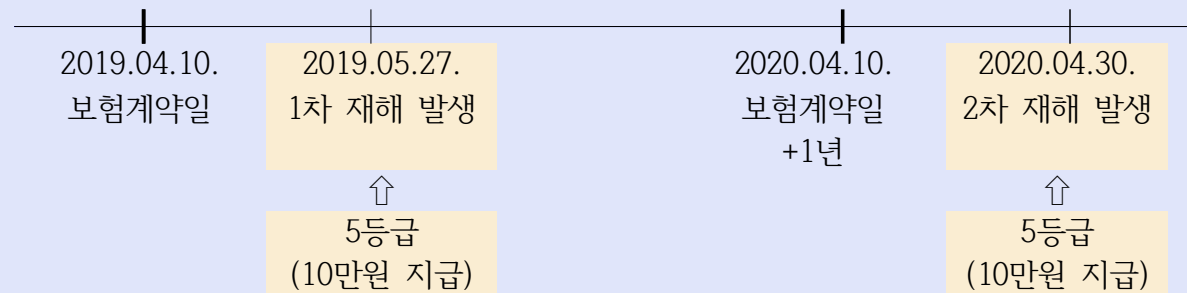 2019.04.10.
보험계약일
2019.05.27.
1차 재해 발생
⇧
5등급
(10만원 지급)
2020.04.10.
보험계약일
+1년
2020.04.30.
2차 재해 발생
⇧
5등급
(10만원 지급)